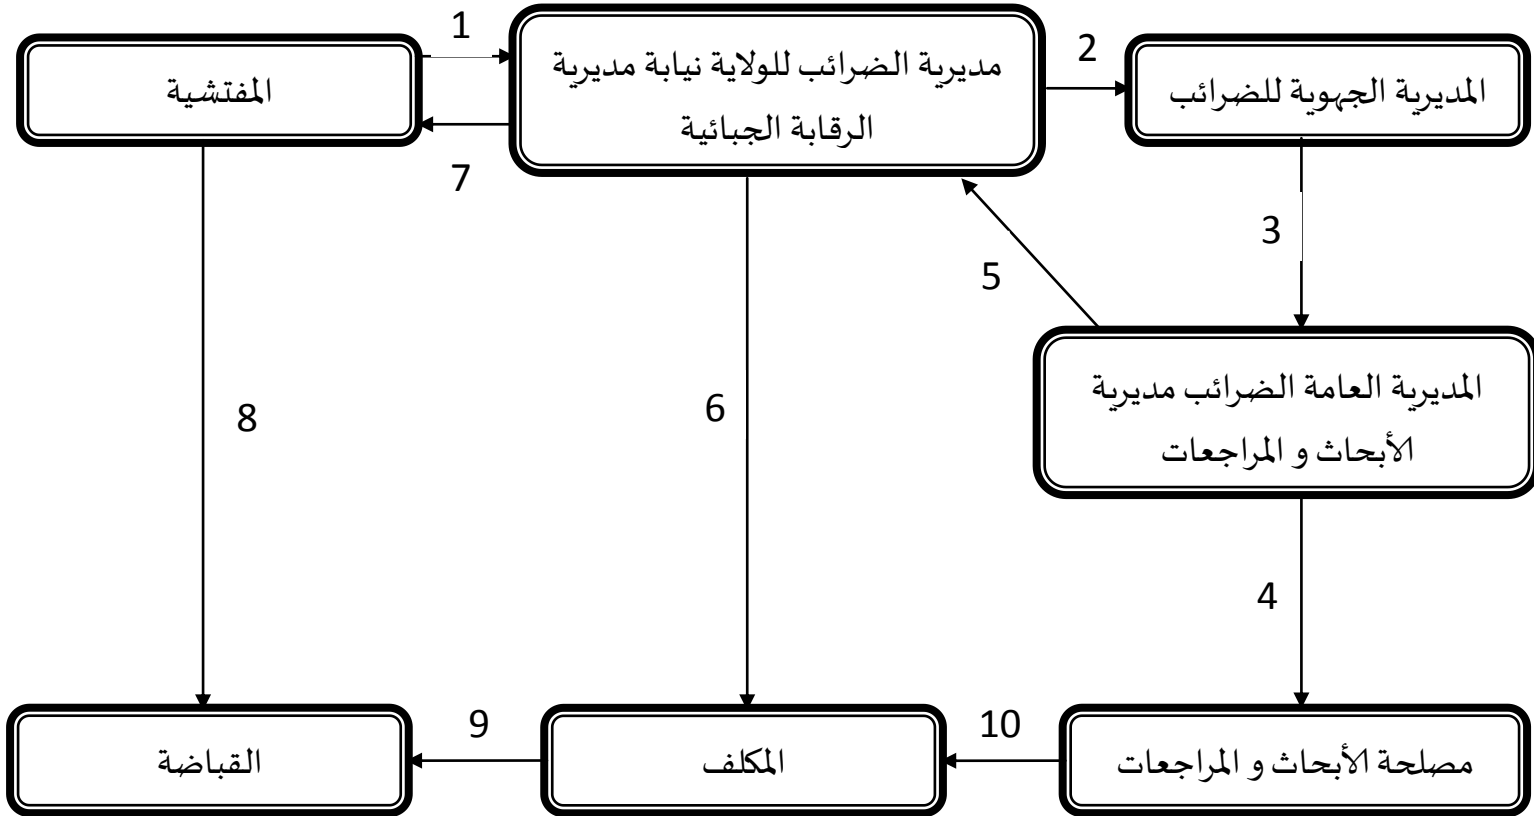 1
2
المفتشية
مديرية الضرائب للولاية نيابة مديرية
الرقابة الجبائية
المديرية الجهوية للضرائب
7
3
5
المديرية العامة الضرائب مديرية
الأبحاث و المراجعات
8
6
4
9
10
القباضة
المكلف
مصلحة الأبحاث و المراجعات